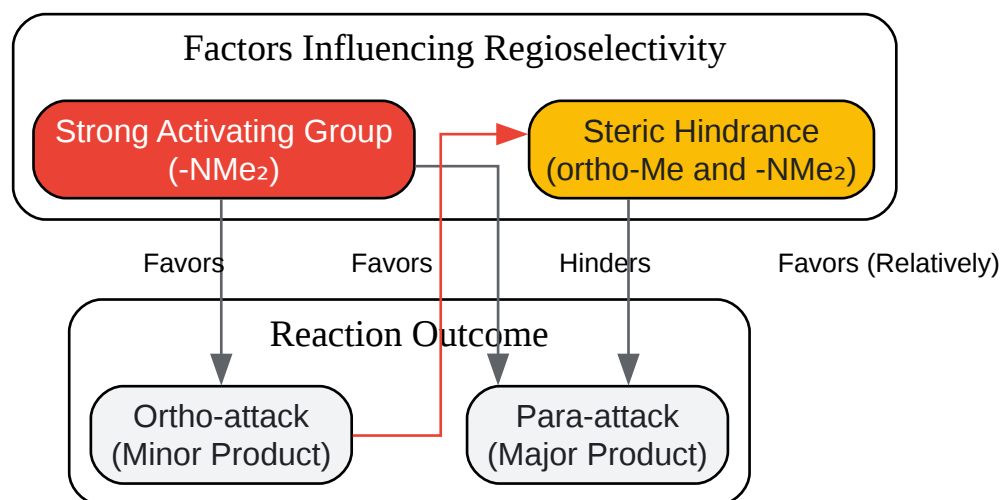 Factors Influencing Regioselectivity
Strong Activating Group
(-NMe₂)
Steric Hindrance
(ortho-Me and -NMe₂)
Favors
Favors
Hinders
Favors (Relatively)
Reaction Outcome
Ortho-attack
(Minor Product)
Para-attack
(Major Product)